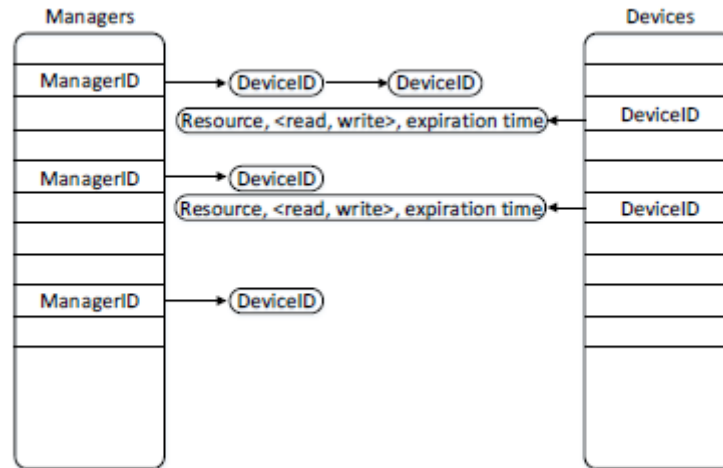 Managers
Devices
ManagerID
DeviceID
DeviceID
Resource, <read, write>, expiration time
DeviceID
ManagerID
DeviceID
Resource, <read, write>, expiration time
DeviceID
ManagerID
DeviceID